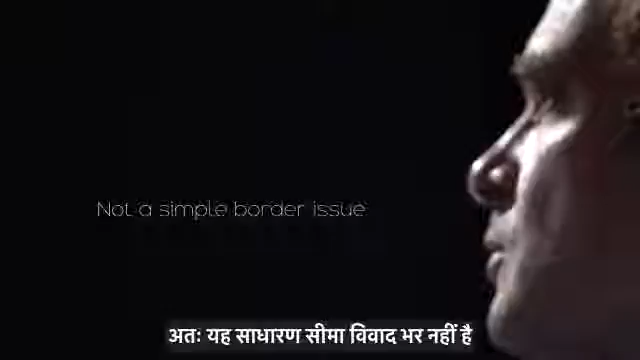 Not a simple border issue
अतः यह साधारण सीमा विवाद भर नहीं है